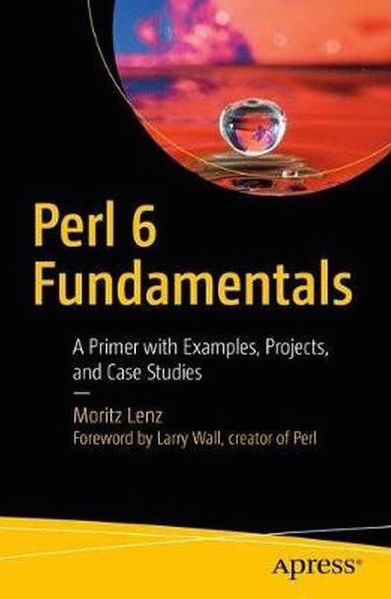 Perl 6
Fundamentals
A Primer with Examples, Projects,
and Case Studies
—
Moritz Lenz
Foreword by Larry Wall, creator of Perl
Apress®